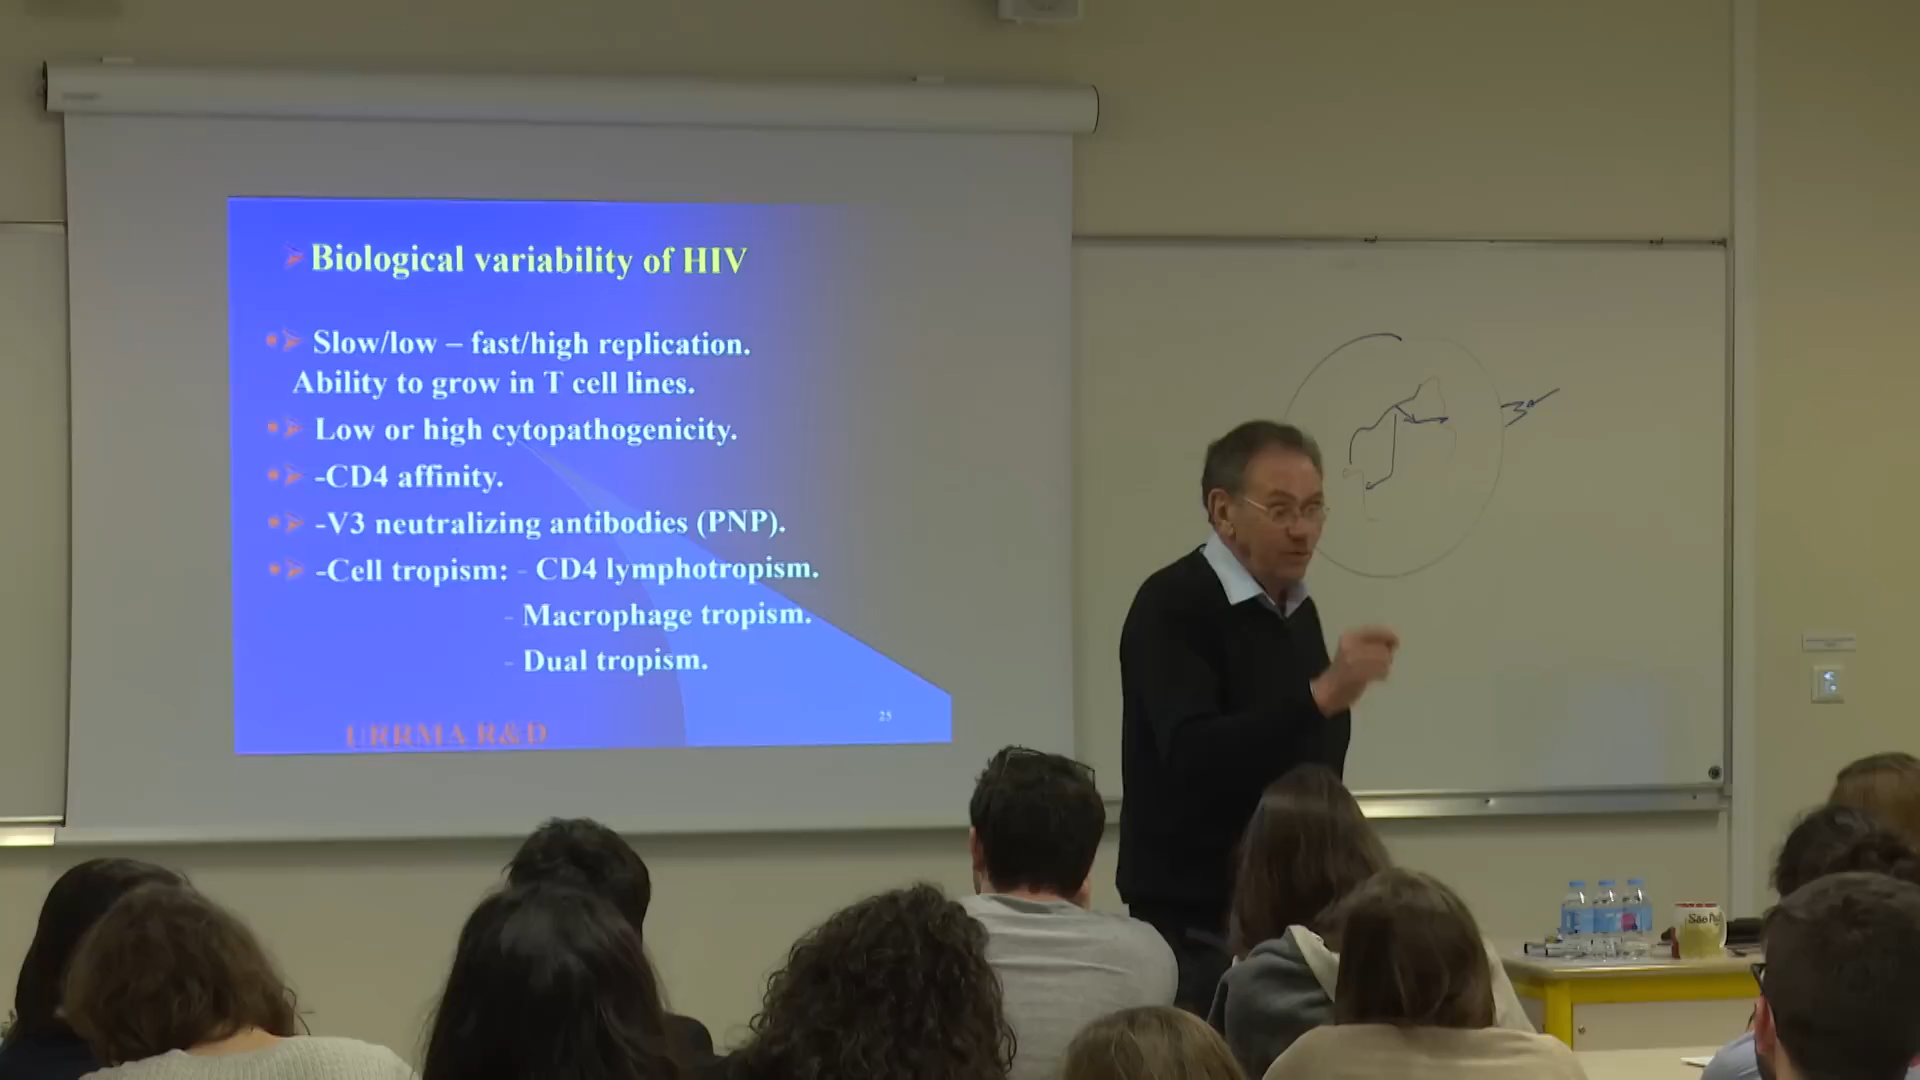 Biological variability of HIV
Slow/low – fast/high replication.
Ability to grow in T cell lines.
Low or high cytopathogenicity.
-CD4 affinity.
-V3 neutralizing antibodies (PNP).
-Cell tropism: - CD4 lymphotropism.
- Macrophage tropism.
- Dual tropism.
URRMA R&D
25
São